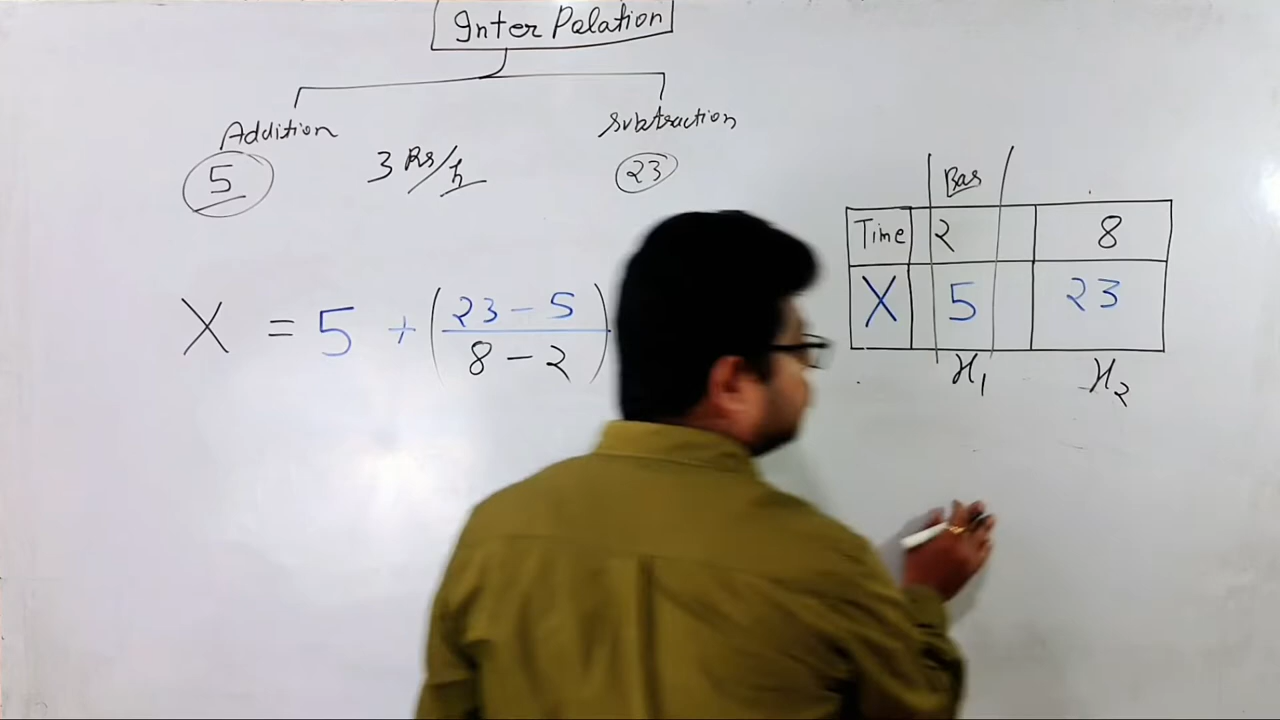 Inter Polation
Addition
Subtraction
5
3 Rs/h
23
Bas
Time 2 8
X 5 23
X = 5 + (23 - 5 / 8 - 2)
H1 H2